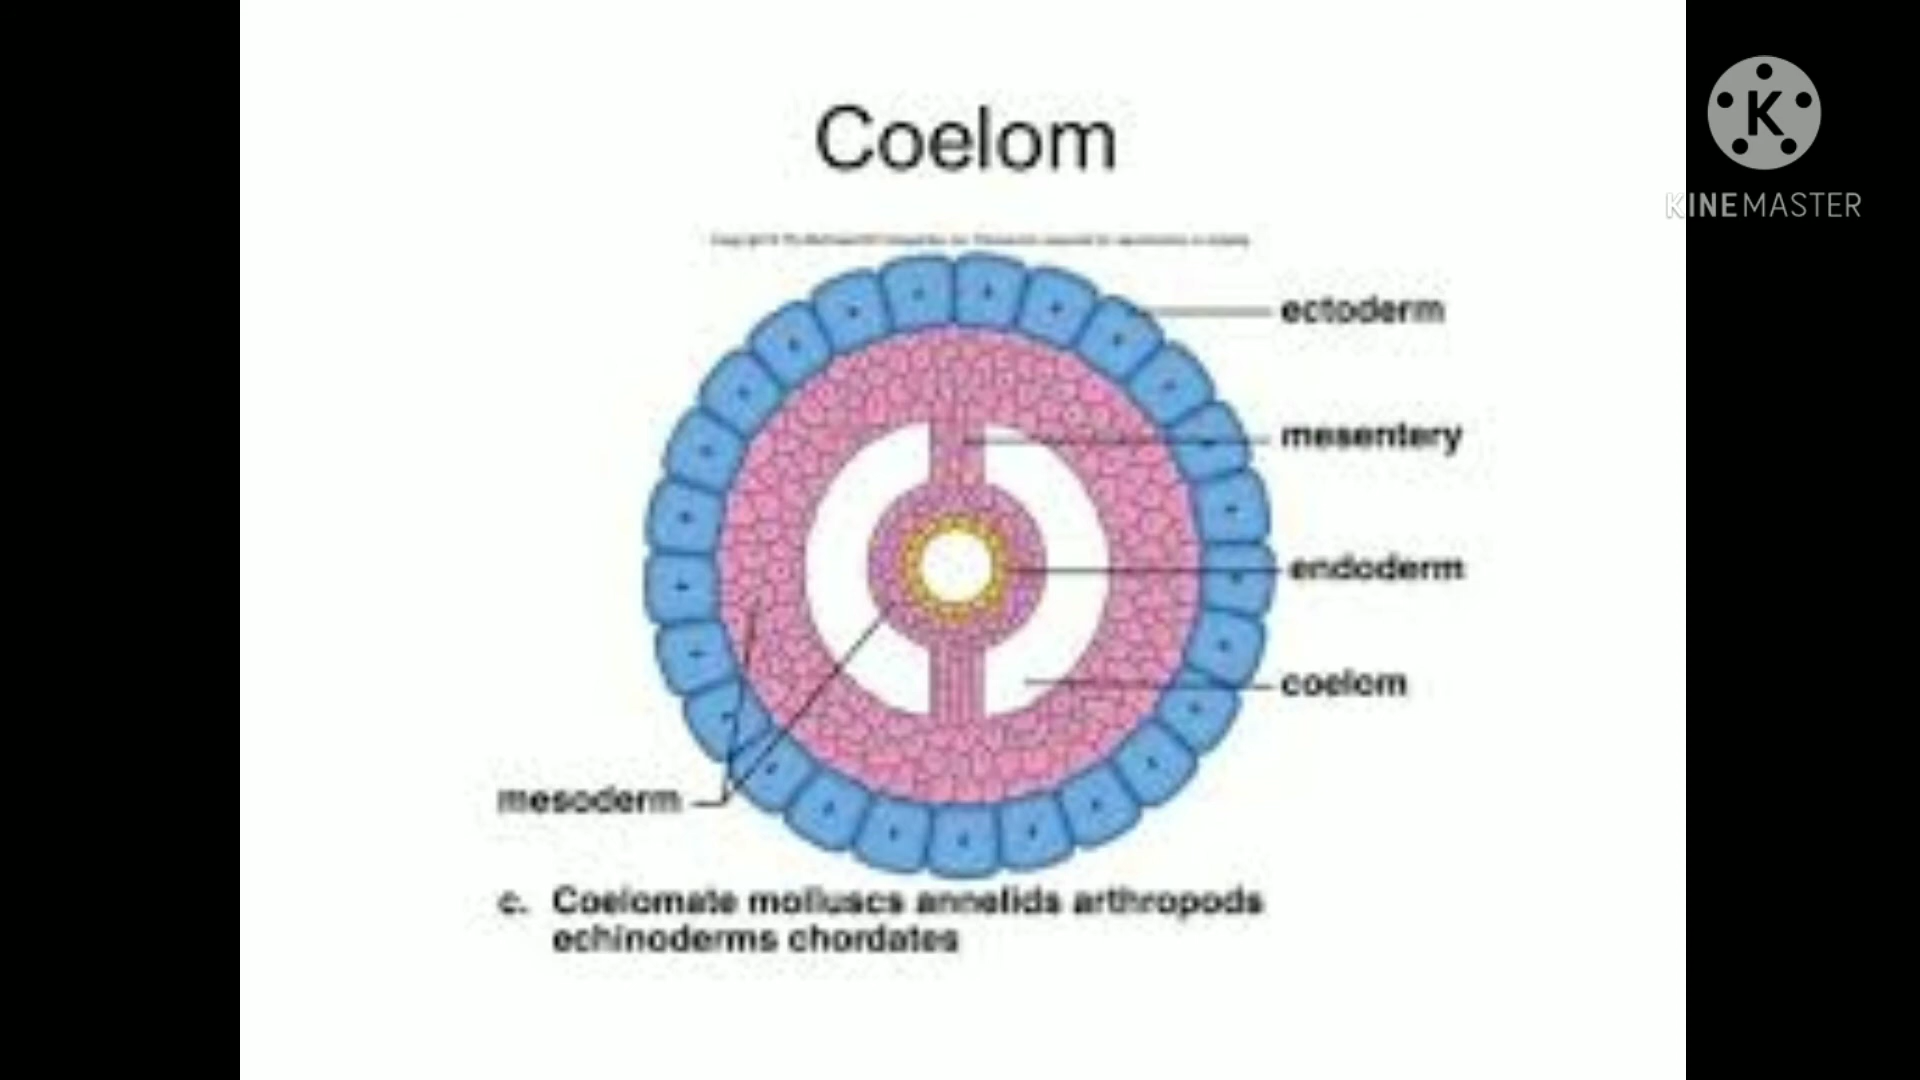 Coelom
K
KINEMASTER
ectoderm
mesentery
endoderm
coelom
mesoderm
c. Coelomate molluscs annelids arthropods
echinoderms chordates